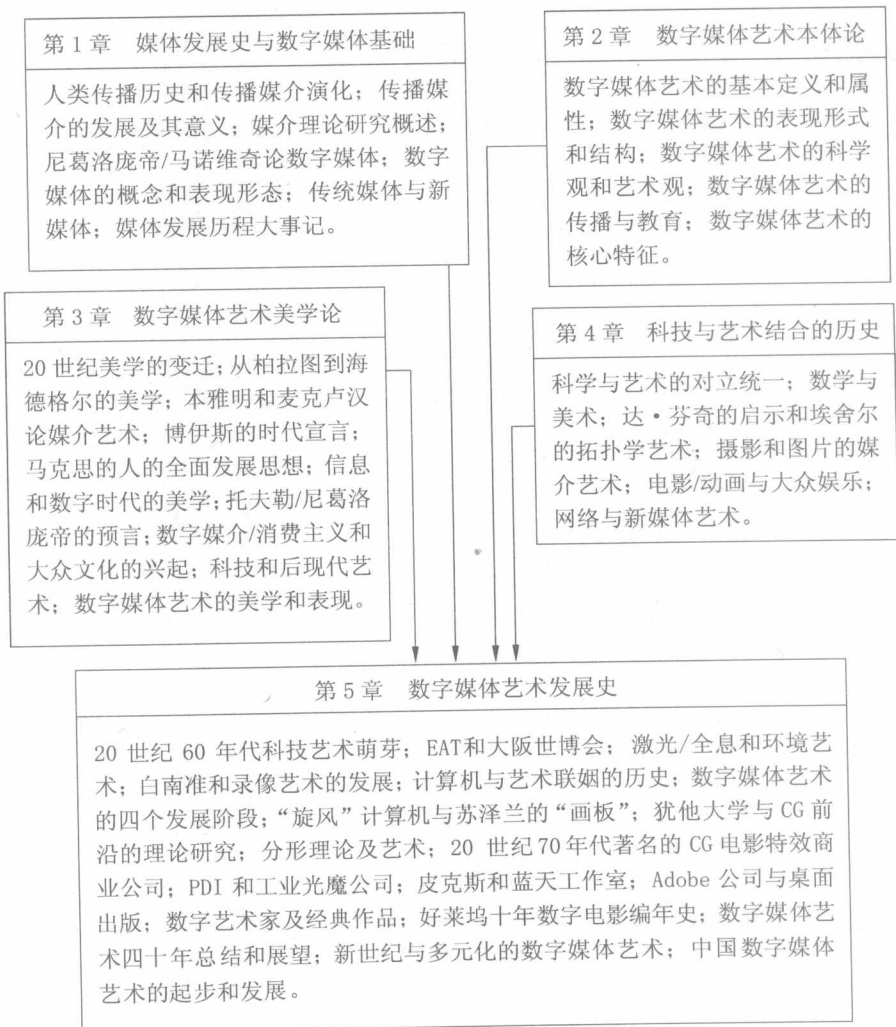 第 1 章　媒体发展史与数字媒体基础
人类传播历史和传播媒介演化；传播媒
介的发展及其意义；媒介理论研究概述；
尼葛洛庞帝/马诺维奇论数字媒体；数字
媒体的概念和表现形态；传统媒体与新
媒体；媒体发展历程大事记。
第 2 章　数字媒体艺术本体论
数字媒体艺术的基本定义和属
性；数字媒体艺术的表现形式
和结构；数字媒体艺术的科学
观和艺术观；数字媒体艺术的
传播与教育；数字媒体艺术的
核心特征。
第 3 章　数字媒体艺术美学论
20 世纪美学的变迁；从柏拉图到海
德格尔的美学；本雅明和麦克卢汉
论媒介艺术；博伊斯的时代宣言；
马克思的人的全面发展思想；信息
和数字时代的美学；托夫勒/尼葛洛
庞帝的预言；数字媒介/消费主义和
大众文化的兴起；科技和后现代艺
术；数字媒体艺术的美学和表现。
第 4 章　科技与艺术结合的历史
科学与艺术的对立统一；数学与
美术；达·芬奇的启示和埃舍尔
的拓扑学艺术；摄影和图片的媒
介艺术；电影/动画与大众娱乐；
网络与新媒体艺术。
第 5 章　数字媒体艺术发展史
20 世纪 60 年代科技艺术萌芽；EAT和大阪世博会；激光/全息和环境艺
术；白南准和录像艺术的发展；计算机与艺术联姻的历史；数字媒体艺术
的四个发展阶段；“旋风”计算机与苏泽兰的“画板”；犹他大学与 CG 前
沿的理论研究；分形理论及艺术；20 世纪70年代著名的 CG 电影特效商
业公司；PDI 和工业光魔公司；皮克斯和蓝天工作室；Adobe 公司与桌面
出版；数字艺术家及经典作品；好莱坞十年数字电影编年史；数字媒体艺
术四十年总结和展望；新世纪与多元化的数字媒体艺术；中国数字媒体
艺术的起步和发展。